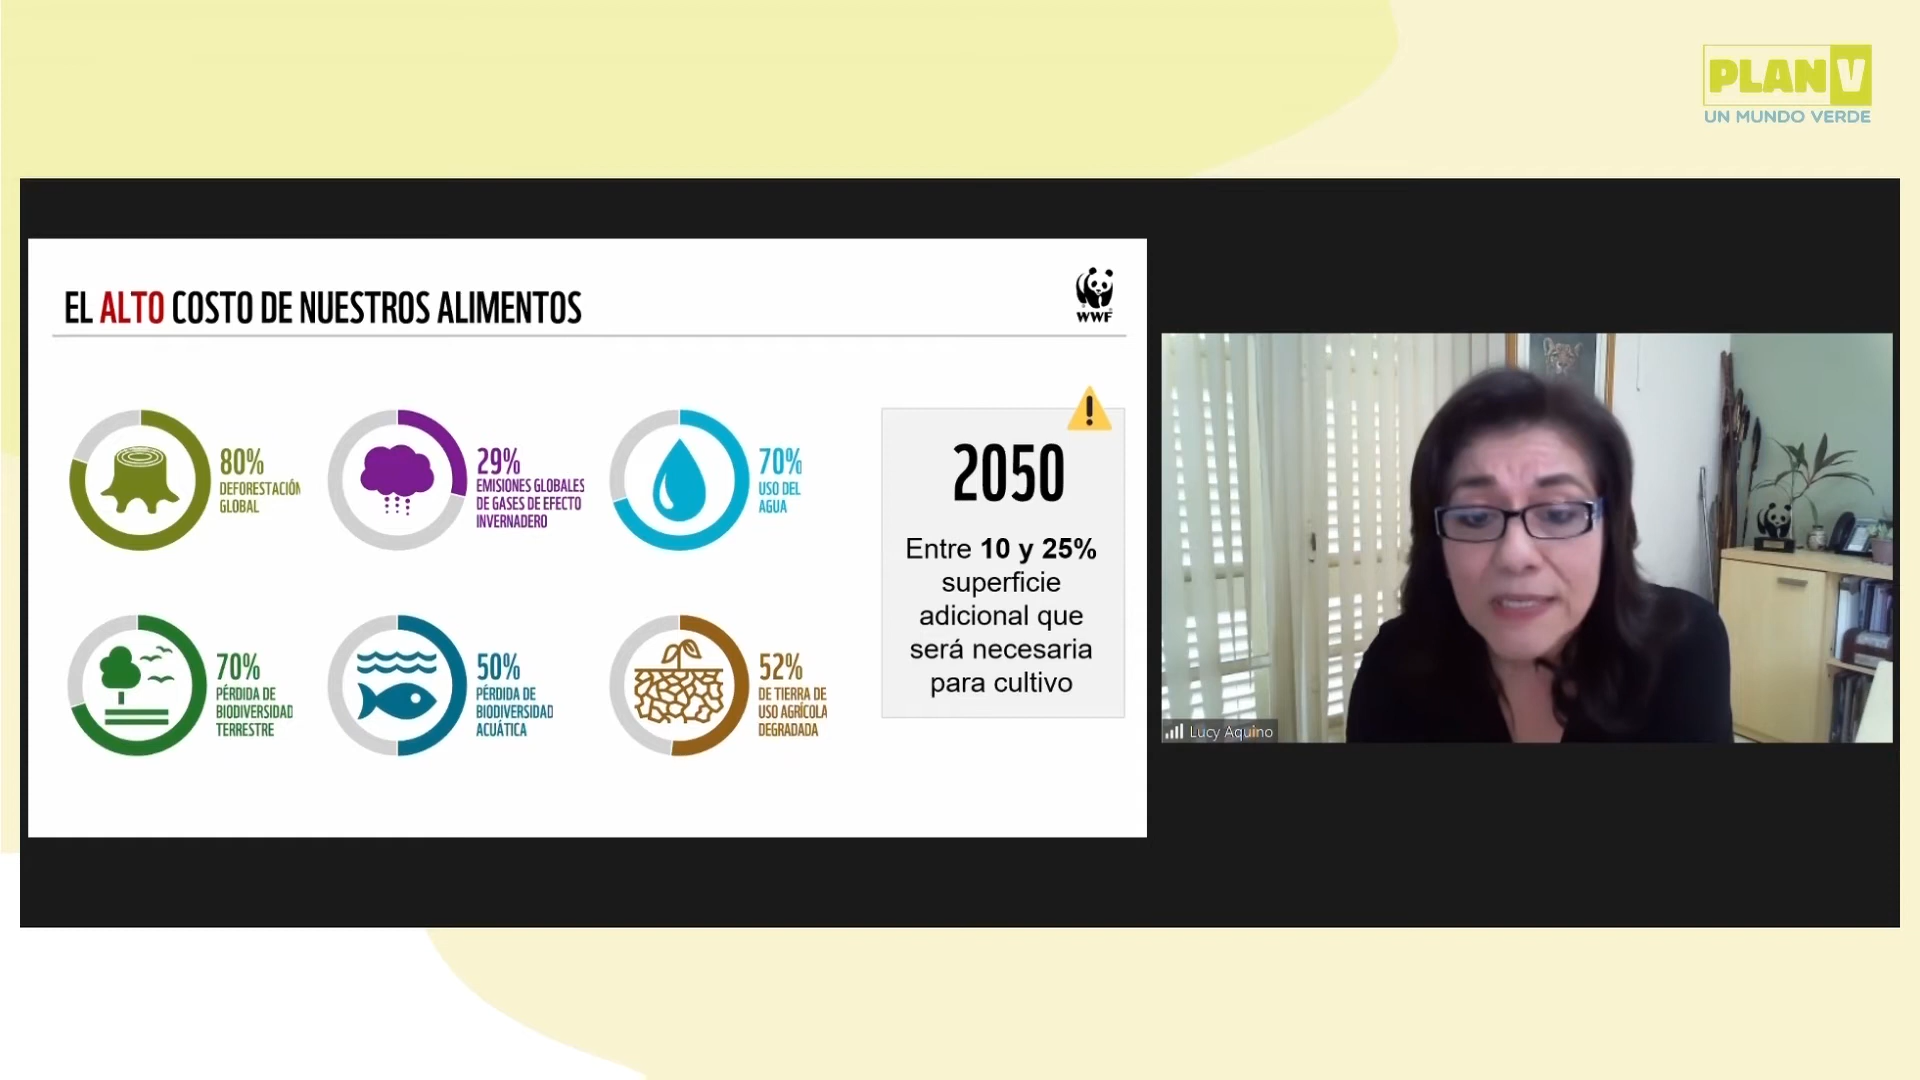 PLAN V
UN MUNDO VERDE
EL ALTO COSTO DE NUESTROS ALIMENTOS
WWF
80%
DEFORESTACIÓN
GLOBAL
29%
EMISIONES GLOBALES
DE GASES DE EFECTO
INVERNADERO
70%
USO DEL
AGUA
70%
PÉRDIDA DE
BIODIVERSIDAD
TERRESTRE
50%
PÉRDIDA DE
BIODIVERSIDAD
ACUÁTICA
52%
DE TIERRA DE
USO AGRÍCOLA
DEGRADADA
2050
Entre 10 y 25%
superficie
adicional que
será necesaria
para cultivo
Lucy Aquino